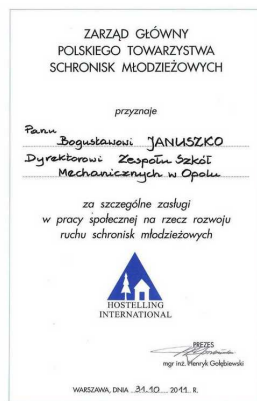 ZARZĄD GŁÓWNY
POLSKIEGO TOWARZYSTWA
SCHRONISK MŁODZIEŻOWYCH
przyznaje
Panu
Bogusławowi JANUSZKO
Dyrektorowi Zespołu Szkół
Mechanicznych w Opolu
za szczególne zasługi
w pracy społecznej na rzecz rozwoju
ruchu schronisk młodzieżowych
HOSTELLING
INTERNATIONAL
PREZES
mgr inż. Henryk Gołębiewski
WARSZAWA, DNIA 31.10 2011. R.